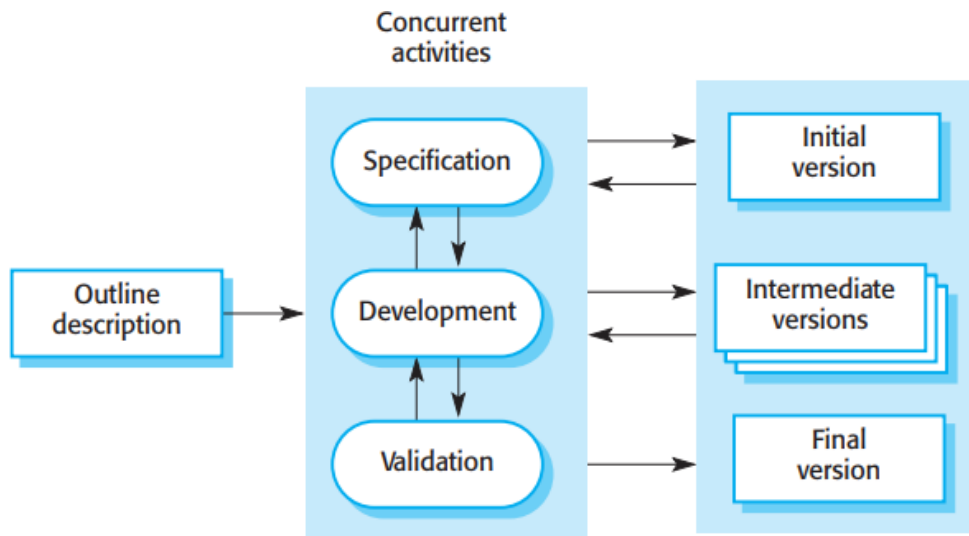 Concurrent
activities
Specification
Initial
version
Outline
description
Development
Intermediate
versions
Validation
Final
version